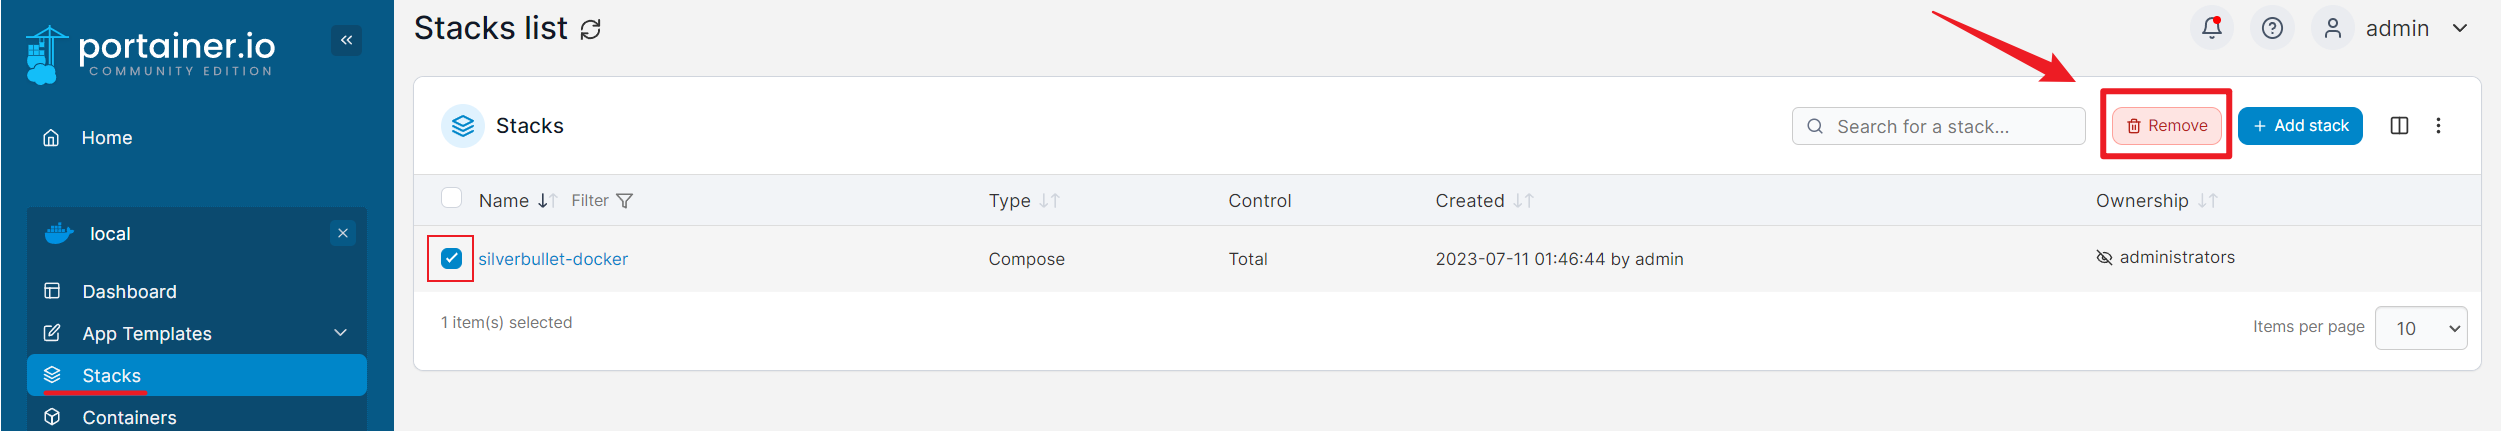 portainer.io
COMMUNITY EDITION
Home
local
Dashboard
App Templates
Stacks
Containers
Stacks list
admin
Stacks
Search for a stack...
Remove
+ Add stack
Name Filter Type Control Created Ownership
silverbullet-docker Compose Total 2023-07-11 01:46:44 by admin administrators
1 item(s) selected
Items per page 10